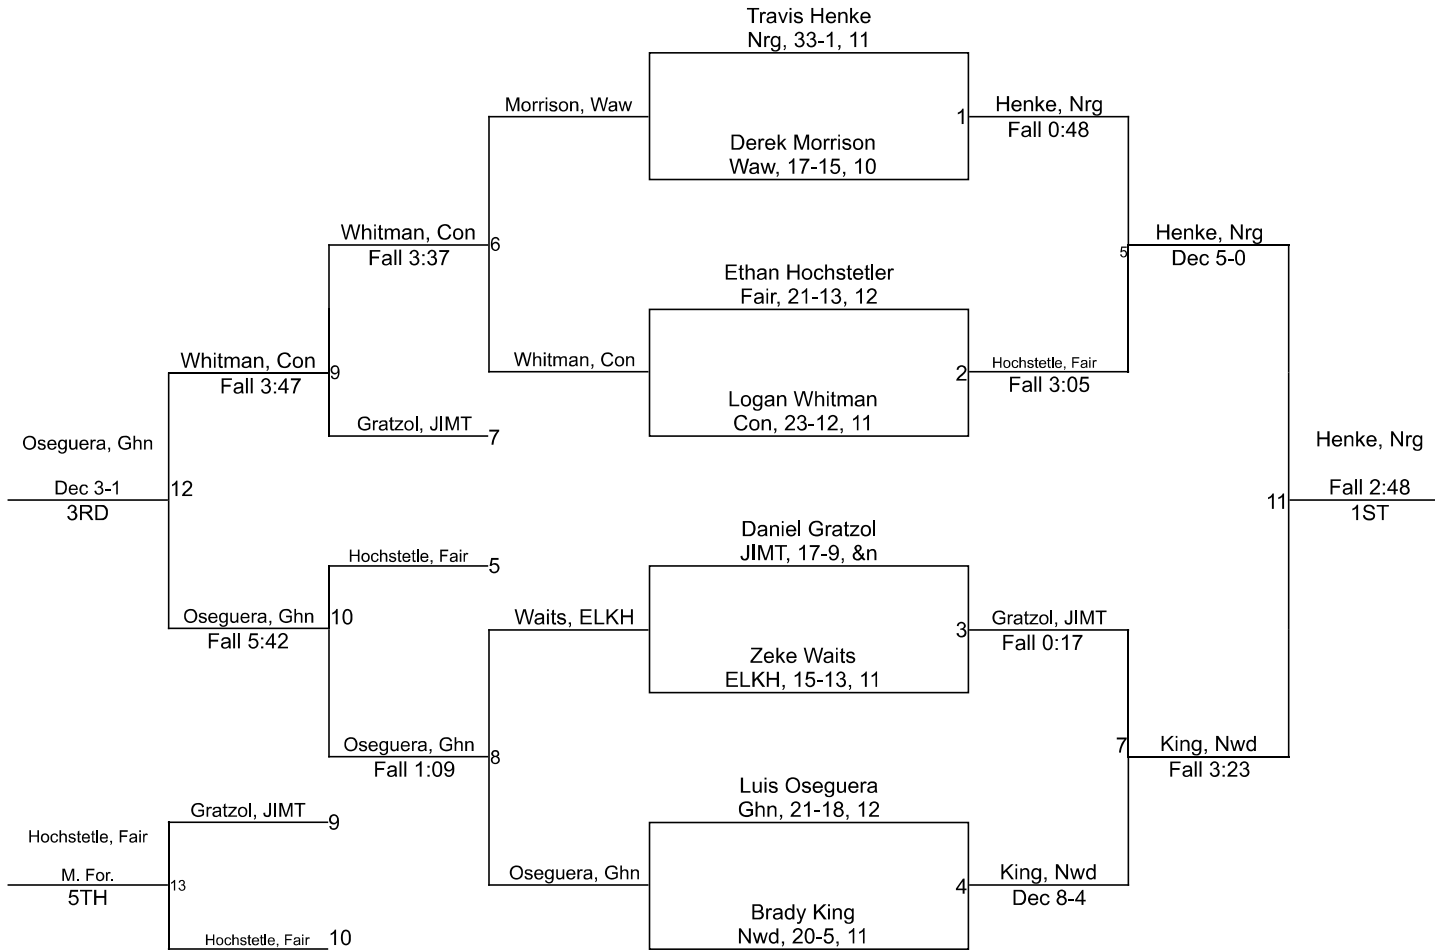 Travis Henke
Nrg, 33-1, 11
Morrison, Waw
1
Henke, Nrg
Fall 0:48
Derek Morrison
Waw, 17-15, 10
Whitman, Con
Fall 3:37
6
5
Henke, Nrg
Dec 5-0
Ethan Hochstetler
Fair, 21-13, 12
Whitman, Con
Fall 3:47
9
Whitman, Con
2
Hochstetle, Fair
Fall 3:05
Logan Whitman
Con, 23-12, 11
Gratzol, JIMT
7
Oseguera, Ghn
Dec 3-1
3RD
12
Henke, Nrg
Fall 2:48
1ST
11
Daniel Gratzol
JIMT, 17-9, &n
Hochstetle, Fair
5
Oseguera, Ghn
Fall 5:42
10
Waits, ELKH
3
Gratzol, JIMT
Fall 0:17
Zeke Waits
ELKH, 15-13, 11
Oseguera, Ghn
Fall 1:09
8
7
King, Nwd
Fall 3:23
Luis Oseguera
Ghn, 21-18, 12
Gratzol, JIMT
9
Hochstetle, Fair
M. For.
5TH
13
Oseguera, Ghn
4
King, Nwd
Dec 8-4
Brady King
Nwd, 20-5, 11
Hochstetle, Fair
10